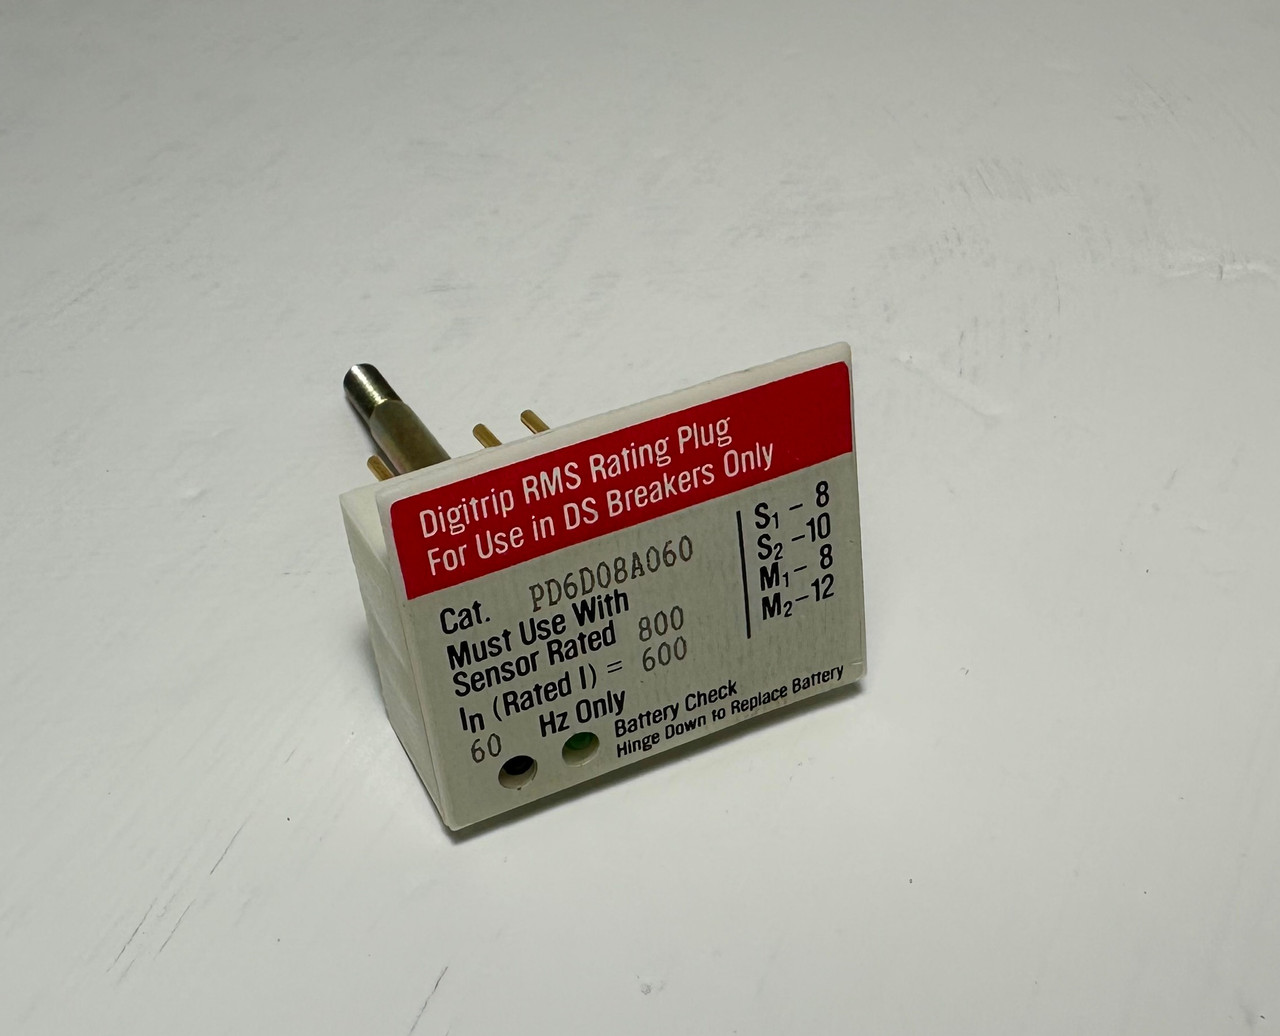 Digitrip RMS Rating Plug
For Use in DS Breakers Only
Cat. PD6D08A060
Must Use With
Sensor Rated 800
In (Rated I) = 600
60 Hz Only
S1 - 8
S2 -10
M1 - 8
M2 -12
Battery Check
Hinge Down to Replace Battery